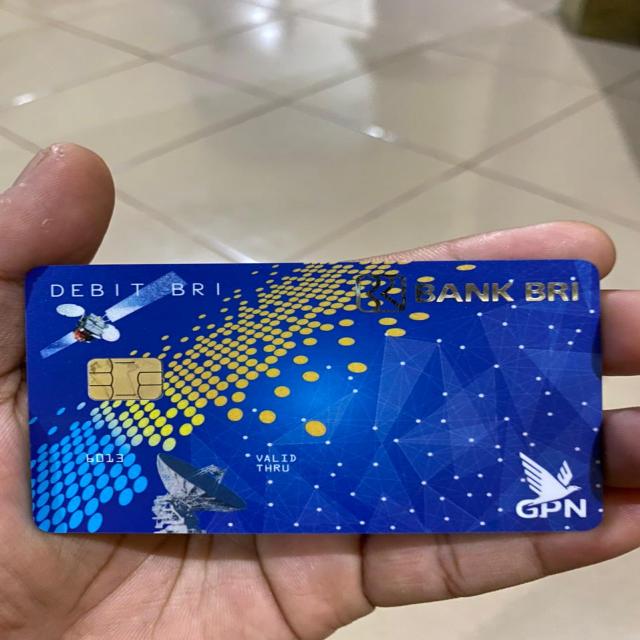 DEBIT BRI
BANK BRI
6013
VALID
THRU
GPN